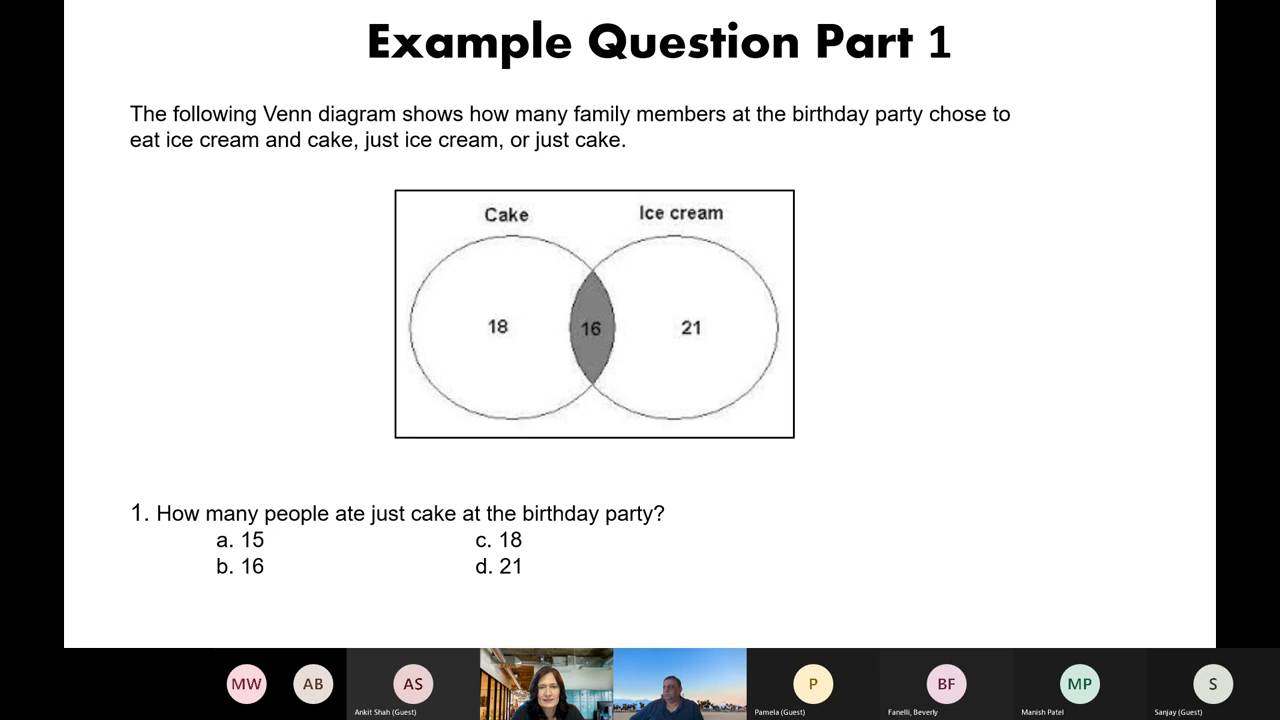 Example Question Part 1
The following Venn diagram shows how many family members at the birthday party chose to
eat ice cream and cake, just ice cream, or just cake.
Cake Ice cream
18 16 21
1. How many people ate just cake at the birthday party?
a. 15 c. 18
b. 16 d. 21
MW AB AS P BF MP S
Ankit Shah (Guest) Pamela (Guest) Fanelli, Beverly Manish Patel Sanjay (Guest)